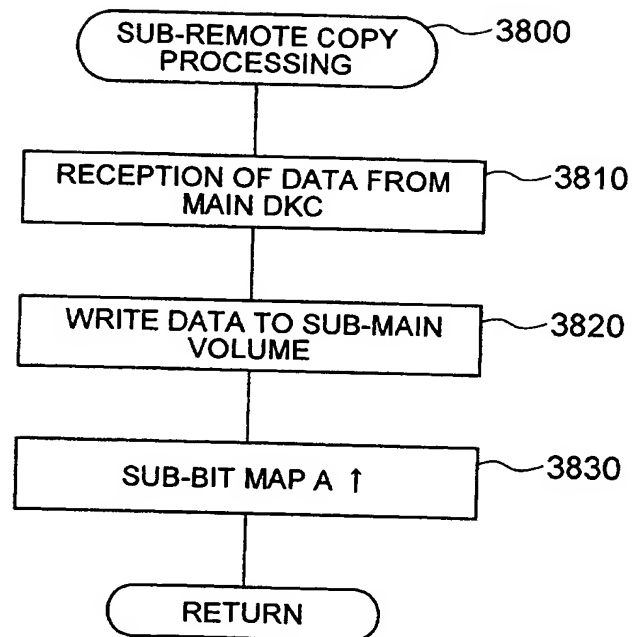 SUB-REMOTE COPY
PROCESSING
3800
RECEPTION OF DATA FROM
MAIN DKC
3810
WRITE DATA TO SUB-MAIN
VOLUME
3820
SUB-BIT MAP A ↑
3830
RETURN